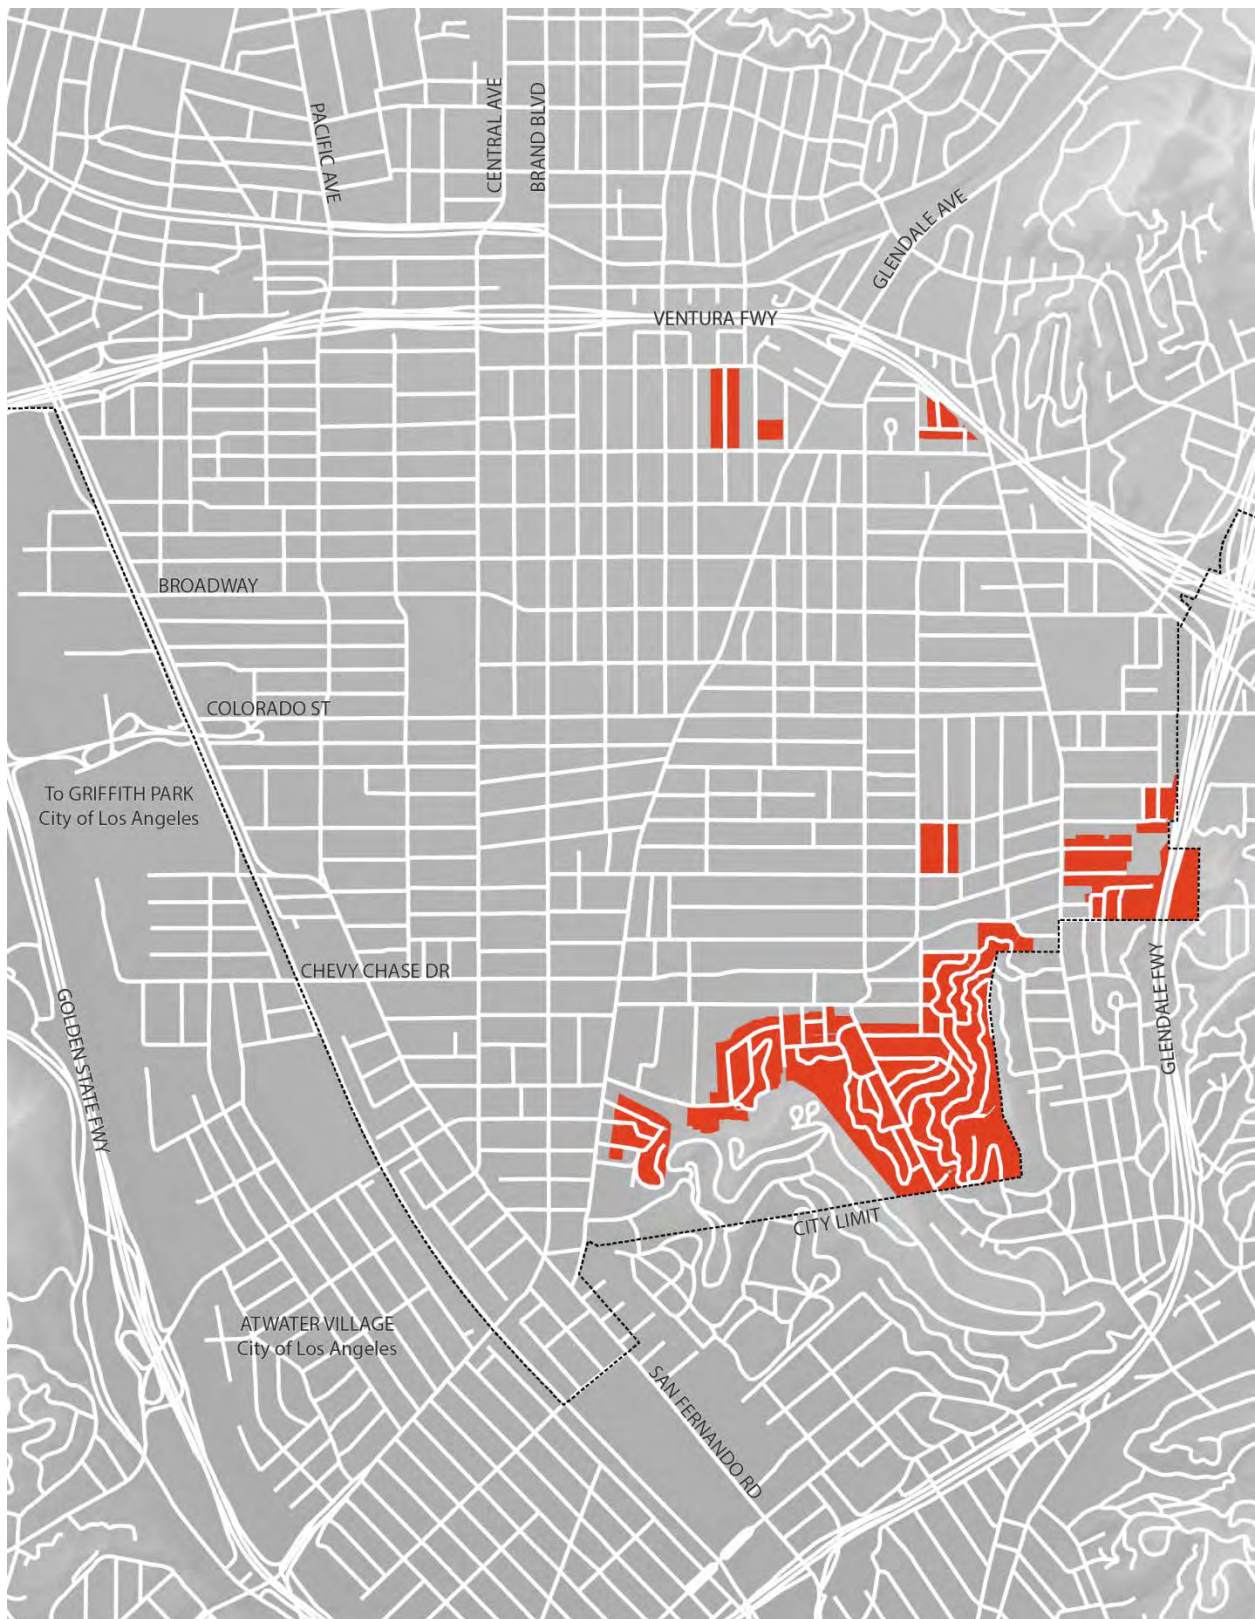 PACIFIC AVE
CENTRAL AVE
BRAND BLVD
GLENDALE AVE
VENTURA FWY
BROADWAY
COLORADO ST
To GRIFFITH PARK
City of Los Angeles
CHEVY CHASE DR
GOLDEN STATE FWY
GLENDALE FWY
CITY LIMIT
ATWATER VILLAGE
City of Los Angeles
SAN FERNANDO RD